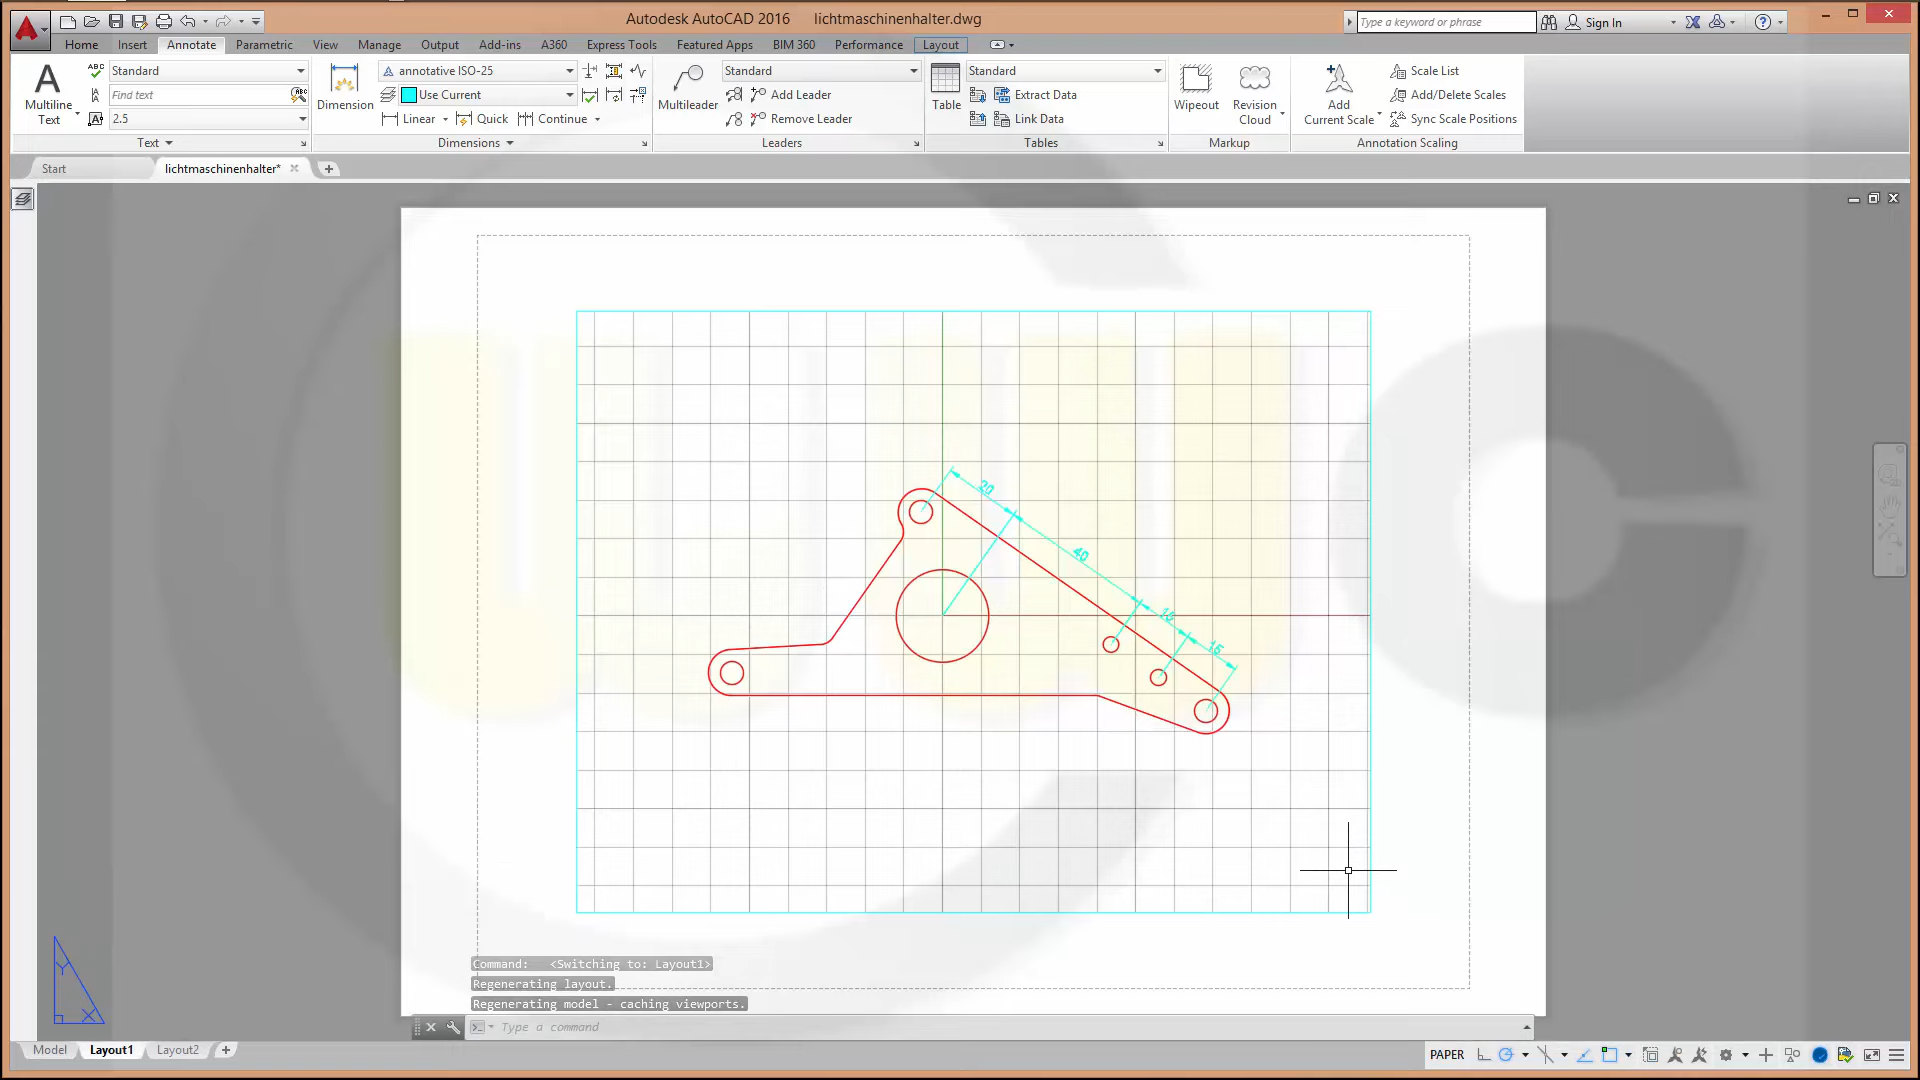 Autodesk AutoCAD 2016 lichtmaschinenhalter.dwg
Type a keyword or phrase
Sign In
Home Insert Annotate Parametric View Manage Output Add-ins A360 Express Tools Featured Apps BIM 360 Performance Layout
A
Multiline
Text
ABC
Standard
Find text
2.5
Text
Dimension
annotative ISO-25
Use Current
Linear Quick Continue
Dimensions
Multileader
Standard
Add Leader
Remove Leader
Leaders
Table
Standard
Extract Data
Link Data
Tables
Wipeout
Revision
Cloud
Markup
Add
Current Scale
Scale List
Add/Delete Scales
Sync Scale Positions
Annotation Scaling
Start
lichtmaschinenhalter*
20
40
15
Y
X
Command: <Switching to: Layout1>
Regenerating layout.
Regenerating model - caching viewports.
Type a command
Model Layout1 Layout2
PAPER